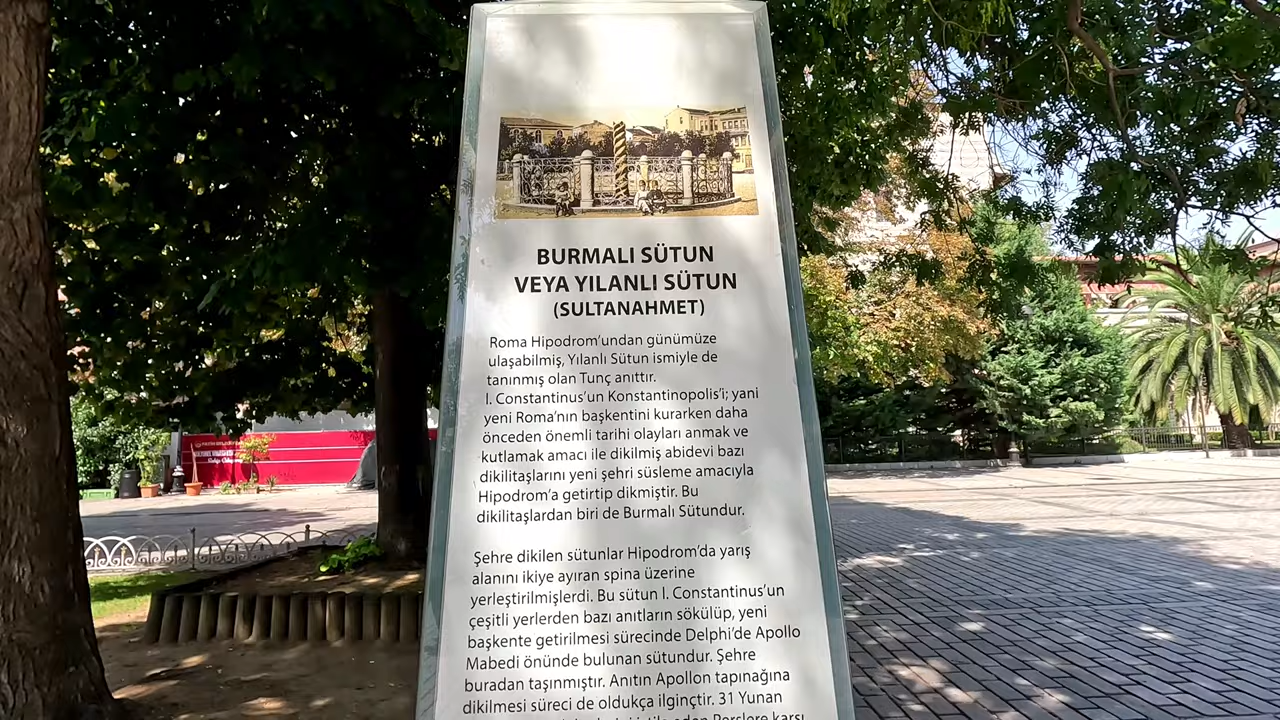 BURMALI SÜTUN
VEYA YILANLI SÜTUN
(SULTANAHMET)
Roma Hipodrom'undan günümüze
ulaşabilmiş, Yılanlı Sütun ismiyle de
tanınmış olan Tunç anıttır.
I. Constantinus'un Konstantinopolis'i; yani
yeni Roma'nın başkentini kurarken daha
önceden önemli tarihi olayları anmak ve
kutlamak amacı ile dikilmiş abidevi bazı
dikilitaşlarını yeni şehri süsleme amacıyla
Hipodrom'a getirtip dikmiştir. Bu
dikilitaşlardan biri de Burmalı Sütundur.
Şehre dikilen sütunlar Hipodrom'da yarış
alanını ikiye ayıran spina üzerine
yerleştirilmişlerdi. Bu sütun I. Constantinus'un
çeşitli yerlerden bazı anıtların sökülüp, yeni
başkente getirilmesi sürecinde Delphi'de Apollo
Mabedi önünde bulunan sütundur. Şehre
buradan taşınmıştır. Anıtın Apollon tapınağına
dikilmesi süreci de oldukça ilginçtir. 31 Yunan
eden Perslere karşı